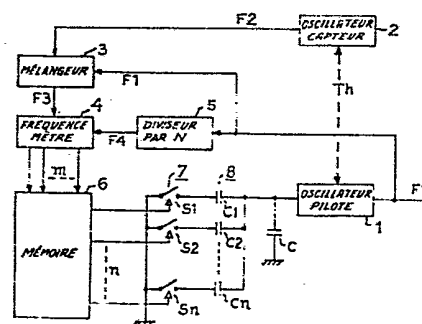 F2
OSCILLATEUR
CAPTEUR
2
3
MÉLANGEUR
F1
F3
4
5
Th
FRÉQUENCE
MÈTRE
F4
DIVISEUR
PAR N
m
6
7
8
OSCILLATEUR
PILOTE
1
S1
C1
MÉMOIRE
S2
C2
C
n
Sn
Cn